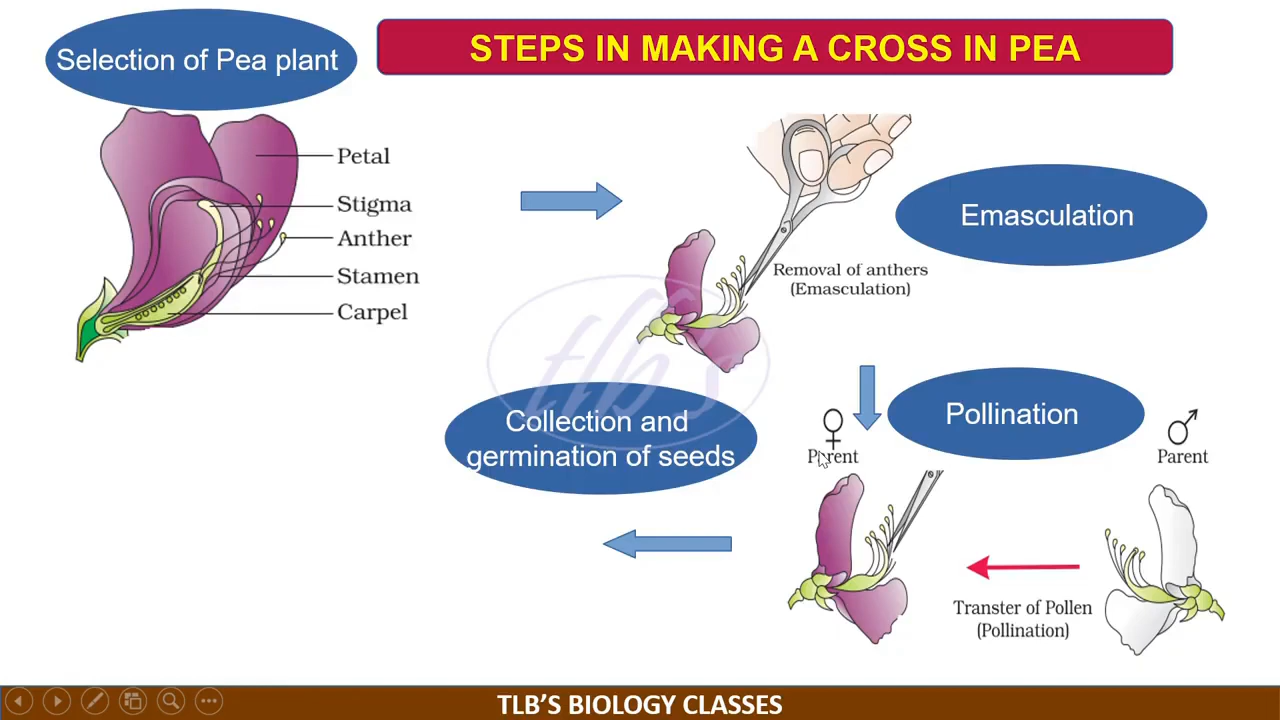 Selection of Pea plant
STEPS IN MAKING A CROSS IN PEA
Petal
Stigma
Anther
Stamen
Carpel
Removal of anthers
(Emasculation)
Emasculation
tlb's
Collection and
germination of seeds
Pollination
Parent
Parent
Transter of Pollen
(Pollination)
TLB'S BIOLOGY CLASSES